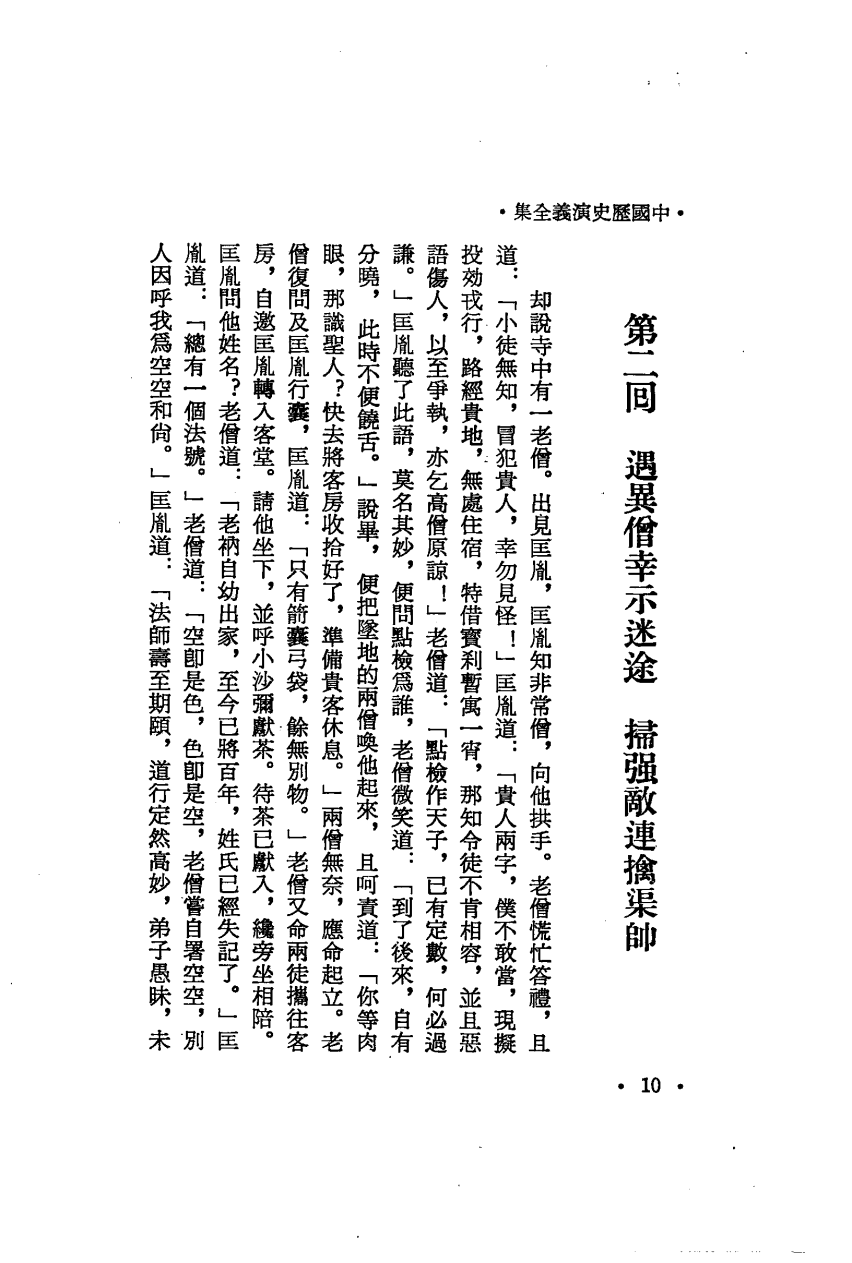 •集全義演史歷國中•
第二回　遇異僧幸示迷途　掃强敵連擒渠帥
却說寺中有一老僧。出見匡胤，匡胤知非常僧，向他拱手。老僧慌忙答禮，且
道：「小徒無知，冒犯貴人，幸勿見怪！」匡胤道：「貴人兩字，僕不敢當，現擬
投効戎行，路經貴地，無處住宿，特借寳刹暫寓一宵，那知令徒不肯相容，並且惡
語傷人，以至爭執，亦乞高僧原諒！」老僧道：「點檢作天子，已有定數，何必過
謙。」匡胤聽了此語，莫名其妙，便問點檢爲誰，老僧微笑道：「到了後來，自有
分曉，此時不便饒舌。」說畢，便把墜地的兩僧喚他起來，且呵責道：「你等肉
眼，那識聖人？快去將客房收拾好了，準備貴客休息。」兩僧無奈，應命起立。老
僧復問及匡胤行囊，匡胤道：「只有箭囊弓袋，餘無別物。」老僧又命兩徒攜往客
房，自邀匡胤轉入客堂。請他坐下，並呼小沙彌獻茶。待茶已獻入，纔旁坐相陪。
匡胤問他姓名？老僧道：「老衲自幼出家，至今已將百年，姓氏已經失記了。」匡
胤道：「總有一個法號。」老僧道：「空卽是色，色卽是空，老僧嘗自署空空，別
人因呼我爲空空和尙。」匡胤道：「法師壽至期頤，道行定然高妙，弟子愚昧，未
•10•